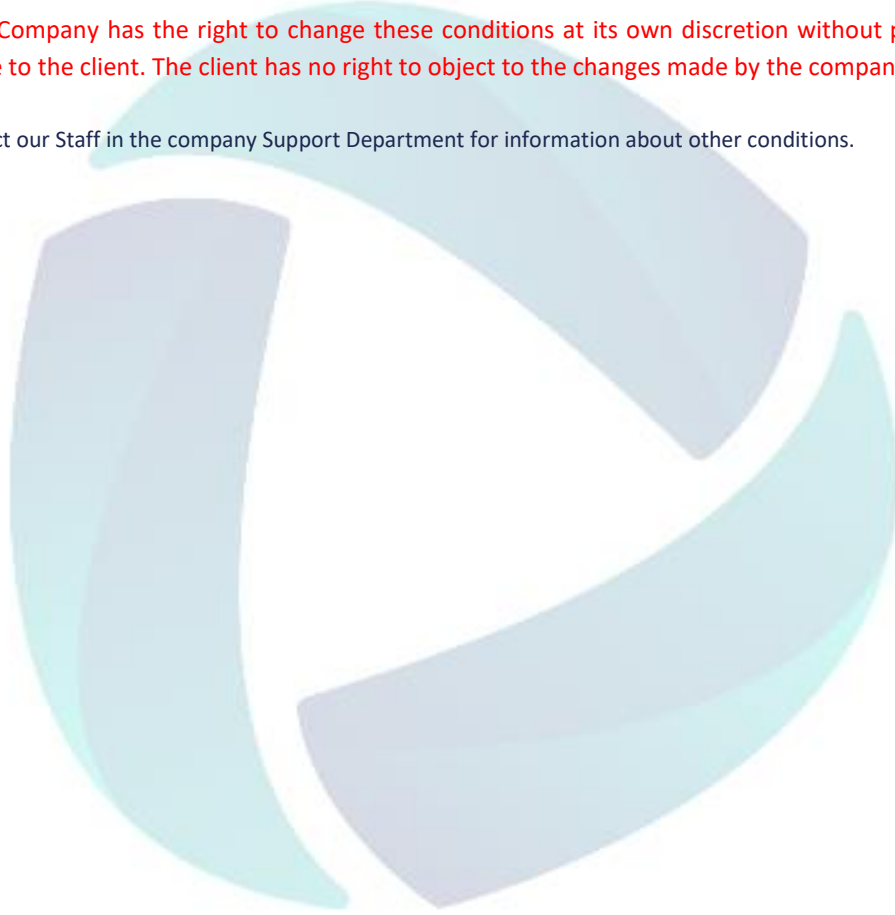 Company has the right to change these conditions at its own discretion without p
e to the client. The client has no right to object to the changes made by the compan
ct our Staff in the company Support Department for information about other conditions.